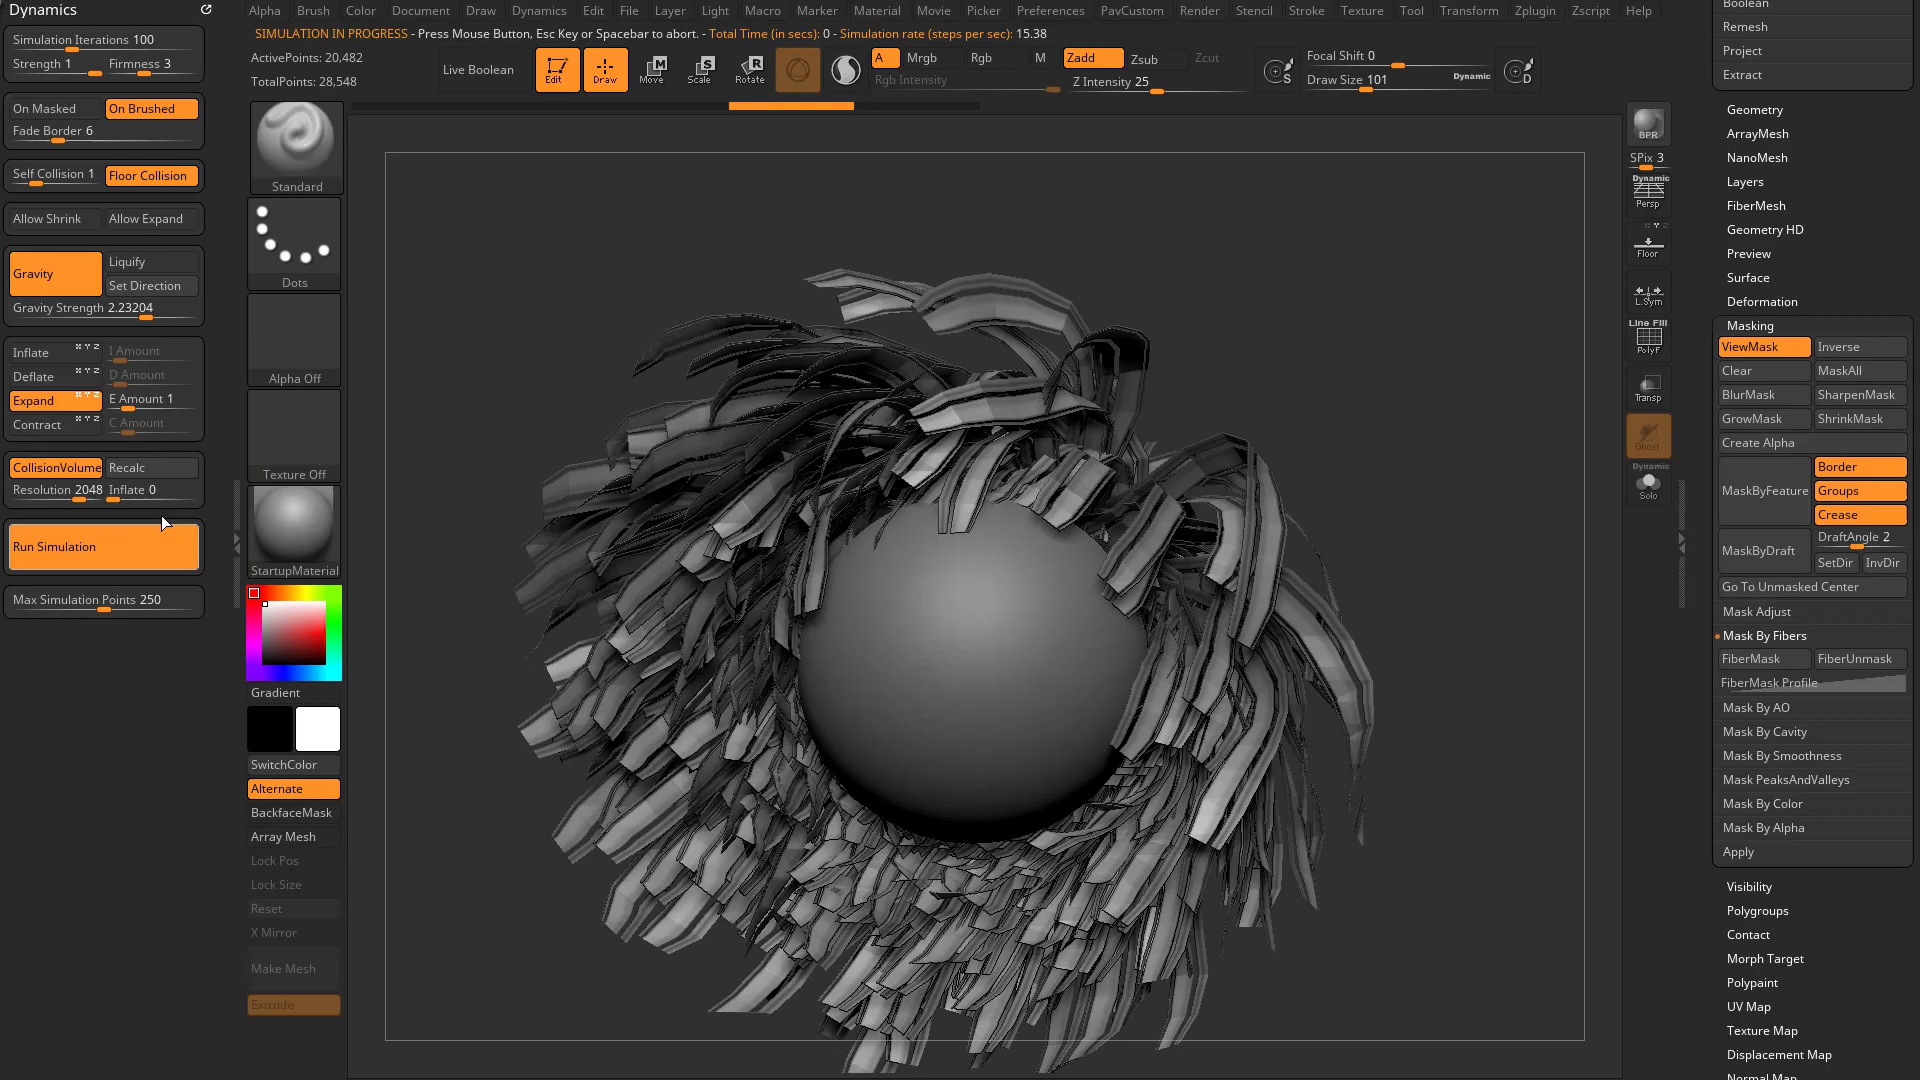 Dynamics
Alpha Brush Color Document Draw Dynamics Edit File Layer Light Macro Marker Material Movie Picker Preferences PavCustom Render Stencil Stroke Texture Tool Transform Zplugin Zscript Help
SIMULATION IN PROGRESS - Press Mouse Button, Esc Key or Spacebar to abort. - Total Time (in secs): 0 - Simulation rate (steps per sec): 15.38
ActivePoints: 20,482
TotalPoints: 28,548
Live Boolean
Edit
Draw
Move
Scale
Rotate
A Mrgb Rgb M
Rgb Intensity
Zadd Zsub Zcut
Z Intensity 25
S
Focal Shift 0
Draw Size 101 Dynamic
D
Simulation Iterations 100
Strength 1 Firmness 3
On Masked On Brushed
Fade Border 6
Self Collision 1 Floor Collision
Allow Shrink Allow Expand
Gravity
Liquify
Set Direction
Gravity Strength 2.23204
Inflate X Y Z I Amount
Deflate X Y Z D Amount
Expand X Y Z E Amount 1
Contract X Y Z C Amount
CollisionVolume Recalc
Resolution 2048 Inflate 0
Run Simulation
Max Simulation Points 250
Standard
Dots
Alpha Off
Texture Off
StartupMaterial
Gradient
SwitchColor
Alternate
BackfaceMask
Array Mesh
Lock Pos
Lock Size
Reset
X Mirror
Make Mesh
Extrude
BPR
SPix 3
Dynamic
Persp
Floor
L.Sym
Line Fill
PolyF
Transp
Ghost
Dynamic
Solo
Boolean
Remesh
Project
Extract
Geometry
ArrayMesh
NanoMesh
Layers
FiberMesh
Geometry HD
Preview
Surface
Deformation
Masking
ViewMask Inverse
Clear MaskAll
BlurMask SharpenMask
GrowMask ShrinkMask
Create Alpha
MaskByFeature
Border
Groups
Crease
MaskByDraft
DraftAngle 2
SetDir InvDir
Go To Unmasked Center
Mask Adjust
Mask By Fibers
FiberMask FiberUnmask
FiberMask Profile
Mask By AO
Mask By Cavity
Mask By Smoothness
Mask PeaksAndValleys
Mask By Color
Mask By Alpha
Apply
Visibility
Polygroups
Contact
Morph Target
Polypaint
UV Map
Texture Map
Displacement Map
Normal Map